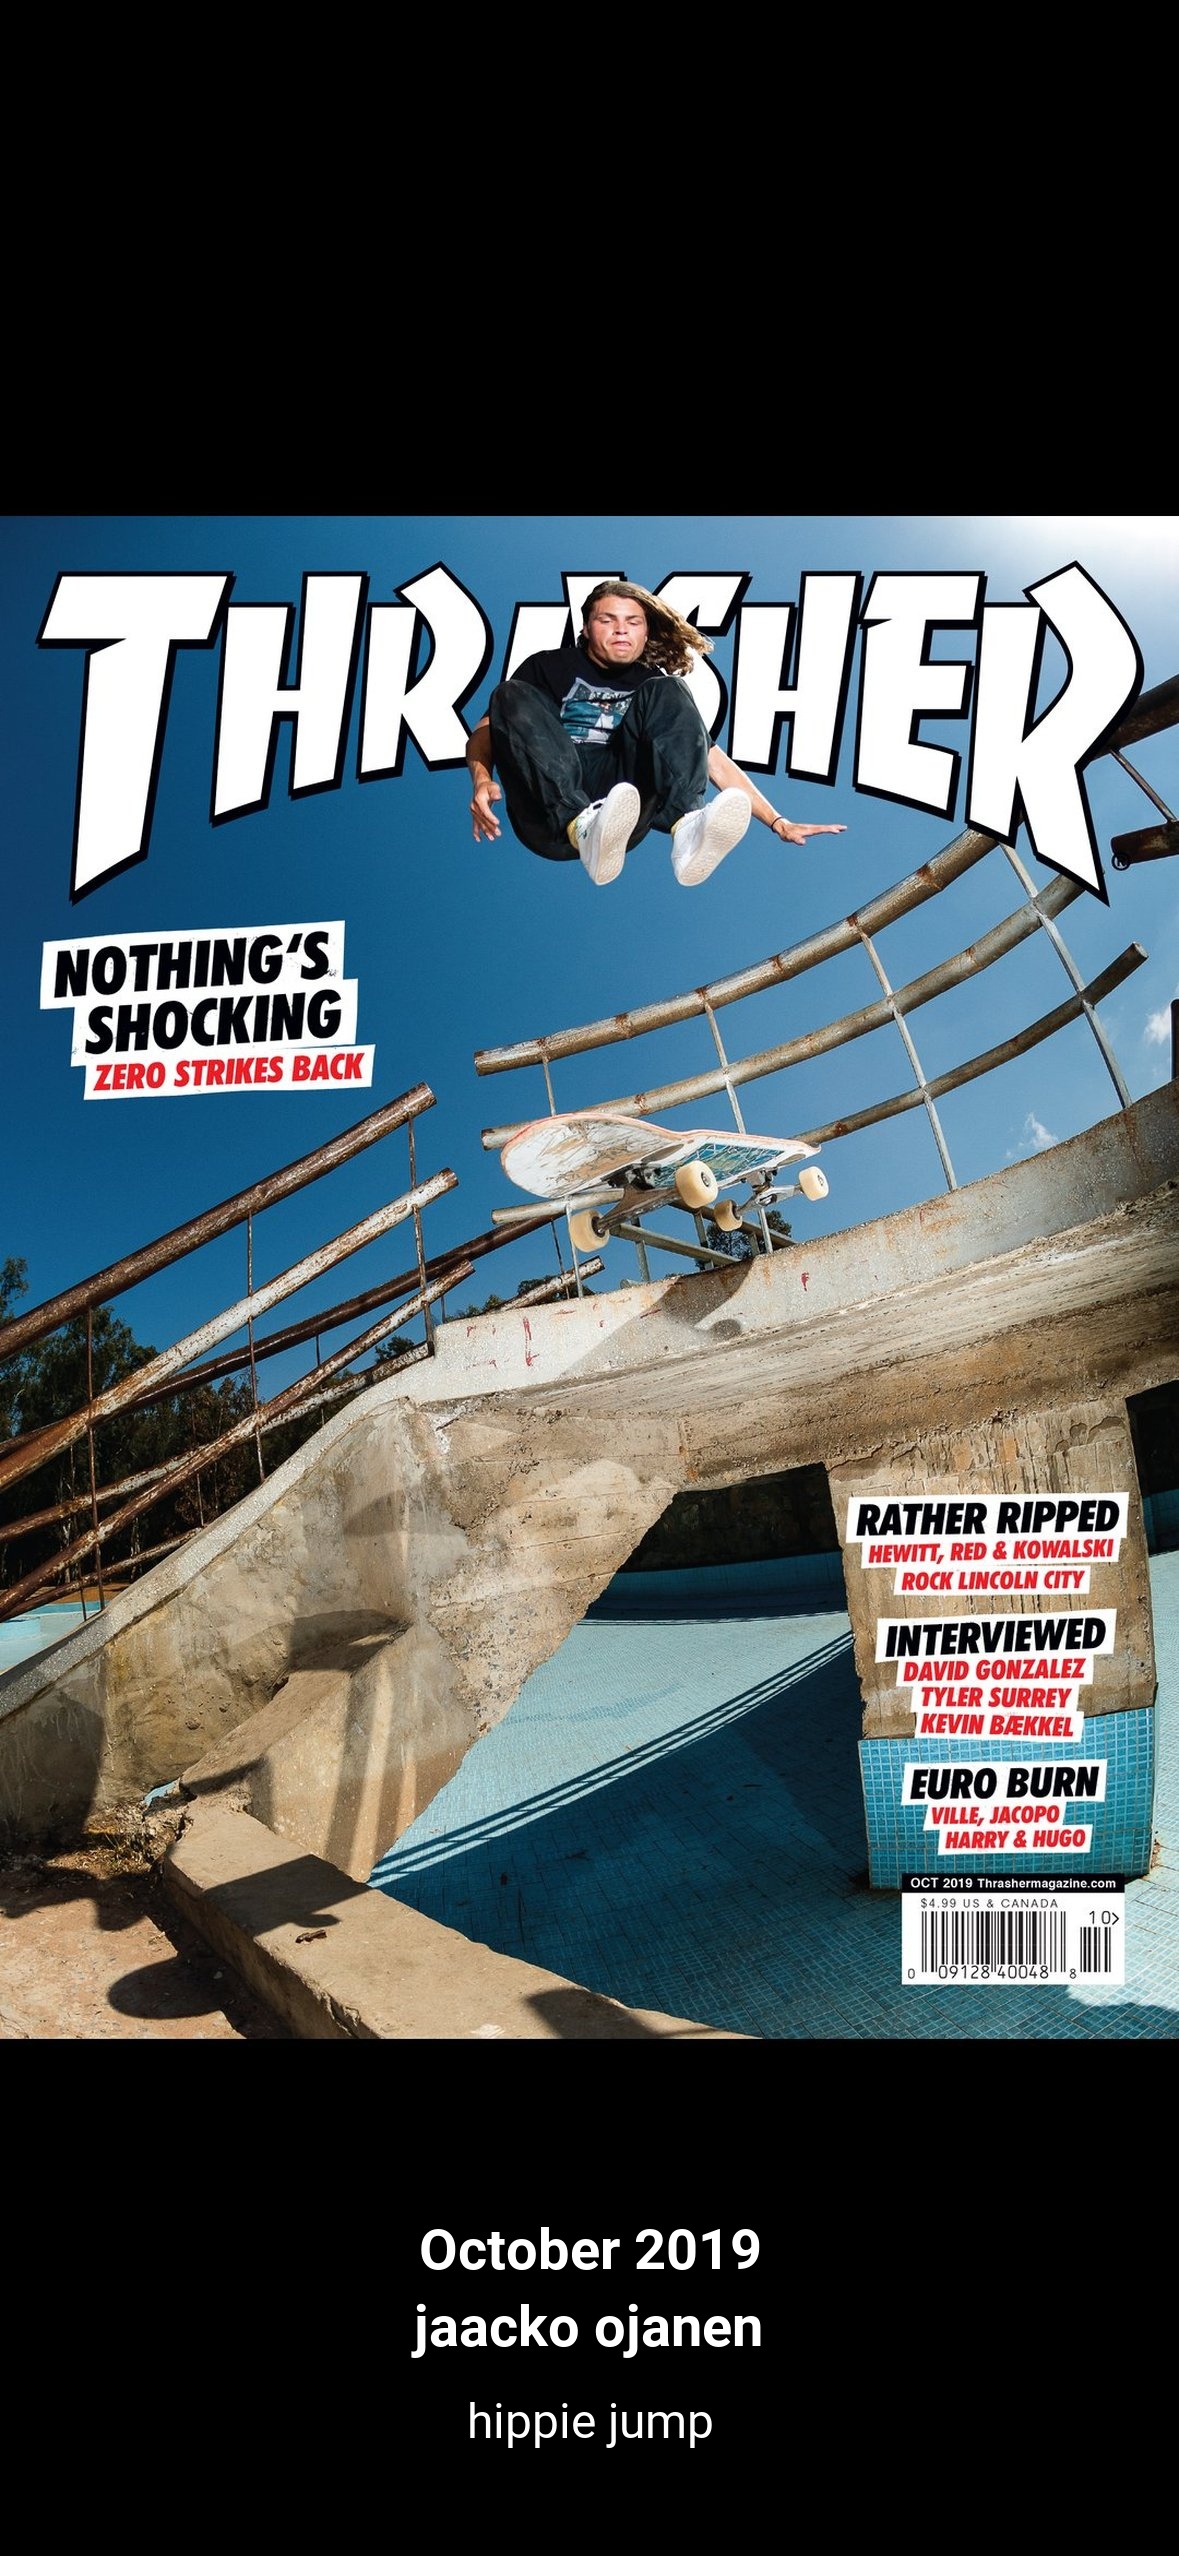 THRASHER
®
NOTHING'S
SHOCKING
ZERO STRIKES BACK
RATHER RIPPED
HEWITT, RED & KOWALSKI
ROCK LINCOLN CITY
INTERVIEWED
DAVID GONZALEZ
TYLER SURREY
KEVIN BÆKKEL
EURO BURN
VILLE, JACOPO
HARRY & HUGO
OCT 2019 Thrashermagazine.com
$4.99 US & CANADA
10>
0 09128 40048 8
October 2019
jaacko ojanen
hippie jump